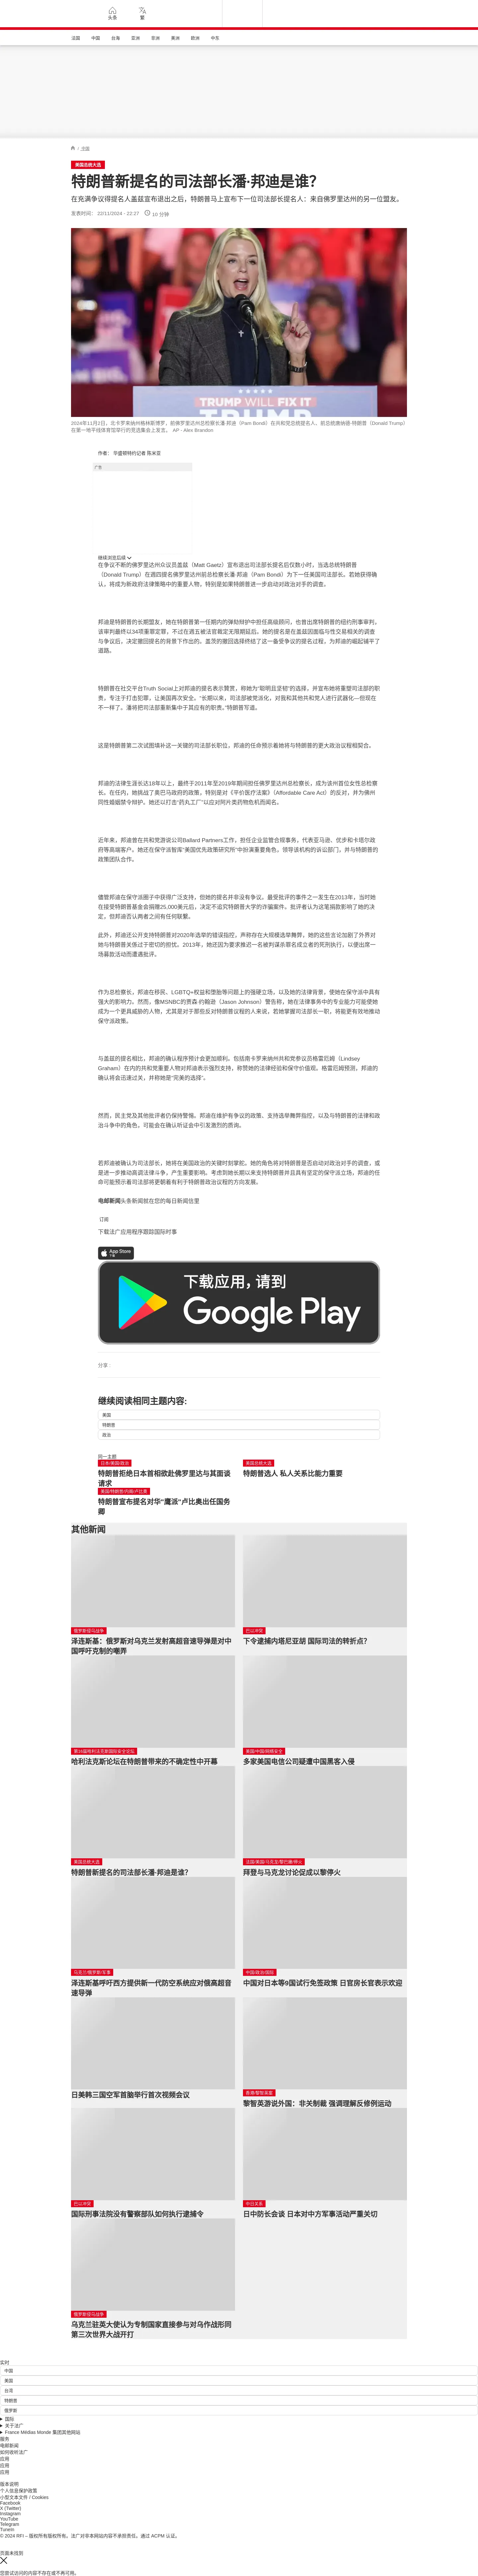 头条
繁
法国
中国
台海
亚洲
非洲
美洲
欧洲
中东
/ 法国
美国总统大选
特朗普新提名的司法部长潘·邦迪是谁？
在充满争议得提名人盖兹宣布退出之后，特朗普马上宣布下一位司法部长提名人：来自佛罗里达州的另一位盟友。
发表时间： 22/11/2024 - 22:27
10 分钟
TRUMP WILL FIX IT
2024年11月2日，北卡罗来纳州格林斯博罗，前佛罗里达州总检察长潘·邦迪（Pam Bondi）在共和党总统提名人、前总统唐纳德·特朗普（Donald Trump）在第一地平线体育馆举行的竞选集会上发言。 AP - Alex Brandon
作者： 华盛顿特约记者 陈米亚
广告
继续浏览后续
在争议不断的佛罗里达州众议员盖兹（Matt Gaetz）宣布退出司法部长提名后仅数小时，当选总统特朗普（Donald Trump）在週四提名佛罗里达州前总检察长潘·邦迪（Pam Bondi）为下一任美国司法部长。若她获得确认，将成为新政府法律策略中的重要人物，特别是如果特朗普进一步启动对政治对手的调查。
邦迪是特朗普的长期盟友，她在特朗普第一任期内的弹劾辩护中担任高级顾问，也曾出席特朗普的纽约刑事审判，该审判最终以34项重罪定罪，不过在週五被法官裁定无限期延后。她的提名是在盖兹因面临与性交易相关的调查与争议后，决定撤回提名的背景下作出的。盖茨的撤回选择终结了这一备受争议的提名过程，为邦迪的崛起铺平了道路。
特朗普在社交平台Truth Social上对邦迪的提名表示赞赏，称她为“聪明且坚韧”的选择，并宣布她将重塑司法部的职责，专注于打击犯罪，让美国再次安全。“长期以来，司法部被党派化，对我和其他共和党人进行武器化—但现在不一样了。潘将把司法部重新集中于其应有的职责。”特朗普写道。
这是特朗普第二次试图填补这一关键的司法部长职位，邦迪的任命预示着她将与特朗普的更大政治议程相契合。
邦迪的法律生涯长达18年以上，最终于2011年至2019年期间担任佛罗里达州总检察长，成为该州首位女性总检察长。在任内，她挑战了奥巴马政府的政策，特别是对《平价医疗法案》（Affordable Care Act）的反对，并为佛州同性婚姻禁令辩护。她还以打击“药丸工厂”以应对阿片类药物危机而闻名。
近年来，邦迪曾在共和党游说公司Ballard Partners工作，担任企业监管合规事务，代表亚马逊、优步和卡塔尔政府等高端客户。她还在保守派智库“美国优先政策研究所”中扮演重要角色，领导该机构的诉讼部门，并与特朗普的政策团队合作。
儘管邦迪在保守派圈子中获得广泛支持，但她的提名并非没有争议。最受批评的事件之一发生在2013年，当时她在接受特朗普基金会捐赠25,000美元后，决定不追究特朗普大学的诈骗案件。批评者认为这笔捐款影响了她的决定，但邦迪否认两者之间有任何联繫。
此外，邦迪还公开支持特朗普对2020年选举的错误指控，声称存在大规模选举舞弊，她的这些言论加剧了外界对她与特朗普关係过于密切的担忧。2013年，她还因为要求推迟一名被判谋杀罪名成立者的死刑执行，以便出席一场募款活动而遭遇批评。
作为总检察长，邦迪在移民、LGBTQ+权益和堕胎等问题上的强硬立场，以及她的法律背景，使她在保守派中具有强大的影响力。然而，像MSNBC的贾森·约翰逊（Jason Johnson）警告称，她在法律事务中的专业能力可能使她成为一个更具威胁的人物，尤其是对于那些反对特朗普议程的人来说，若她掌握司法部长一职，将能更有效地推动保守派政策。
与盖兹的提名相比，邦迪的确认程序预计会更加顺利。包括南卡罗来纳州共和党参议员格雷厄姆（Lindsey Graham）在内的共和党重要人物对邦迪表示强烈支持，称赞她的法律经验和保守价值观。格雷厄姆预测，邦迪的确认将会迅速过关，并称她是“完美的选择”。
然而，民主党及其他批评者仍保持警惕。邦迪在维护有争议的政策、支持选举舞弊指控，以及与特朗普的法律和政治斗争中的角色，可能会在确认听证会中引发激烈的质询。
若邦迪被确认为司法部长，她将在美国政治的关键时刻掌舵。她的角色将对特朗普是否启动对政治对手的调查，或是进一步推动高调法律斗争，产生重要影响。考虑到她长期以来支持特朗普并且具有坚定的保守派立场，邦迪的任命可能预示着司法部将更朝着有利于特朗普政治议程的方向发展。
电邮新闻头条新闻就在您的每日新闻信里
订阅
下载法广应用程序跟踪国际时事
App Store
下载应用，请到
Google Play
分享 :
继续阅读相同主题内容:
美国
特朗普
政治
同一主题
日本/美国/政治
特朗普拒绝日本首相欲赴佛罗里达与其面谈请求
美国总统大选
特朗普选人 私人关系比能力重要
美国/特朗普/内阁/卢比奥
特朗普宣布提名对华“鹰派”卢比奥出任国务卿
其他新闻
俄罗斯侵乌战争
泽连斯基：俄罗斯对乌克兰发射高超音速导弹是对中国呼吁克制的嘲弄
巴以冲突
下令逮捕内塔尼亚胡 国际司法的转折点?
第16届哈利法克斯国际安全论坛
哈利法克斯论坛在特朗普带来的不确定性中开幕
美国/中国/网络安全
多家美国电信公司疑遭中国黑客入侵
美国总统大选
特朗普新提名的司法部长潘·邦迪是谁？
法国/美国/乌克兰/黎巴嫩/停火
拜登与马克龙讨论促成以黎停火
乌克兰/俄罗斯/军事
泽连斯基呼吁西方提供新一代防空系统应对俄高超音速导弹
中国/政治/国际
中国对日本等9国试行免签政策 日官房长官表示欢迎
日美韩三国空军首脑举行首次视频会议
香港/黎智英案
黎智英游说外国：非关制裁 强调理解反修例运动
巴以冲突
国际刑事法院没有警察部队如何执行逮捕令
中日关系
日中防长会谈 日本对中方军事活动严重关切
俄罗斯侵乌战争
乌克兰驻英大使认为专制国家直接参与对乌作战形同第三次世界大战开打
实时
中国
美国
台湾
特朗普
俄罗斯
国际
关于法广
France Médias Monde 集团其他网站
服务
电邮新闻
如何收听法广
应用
应用
应用
版本说明
个人信息保护政策
小型文本文件 / Cookies
Facebook
X (Twitter)
Instagram
YouTube
Telegram
TuneIn
© 2024 RFI – 版权所有版权所有。法广对非本网站内容不承担责任。通过 ACPM 认证。
页面未找到
您尝试访问的内容不存在或不再可用。